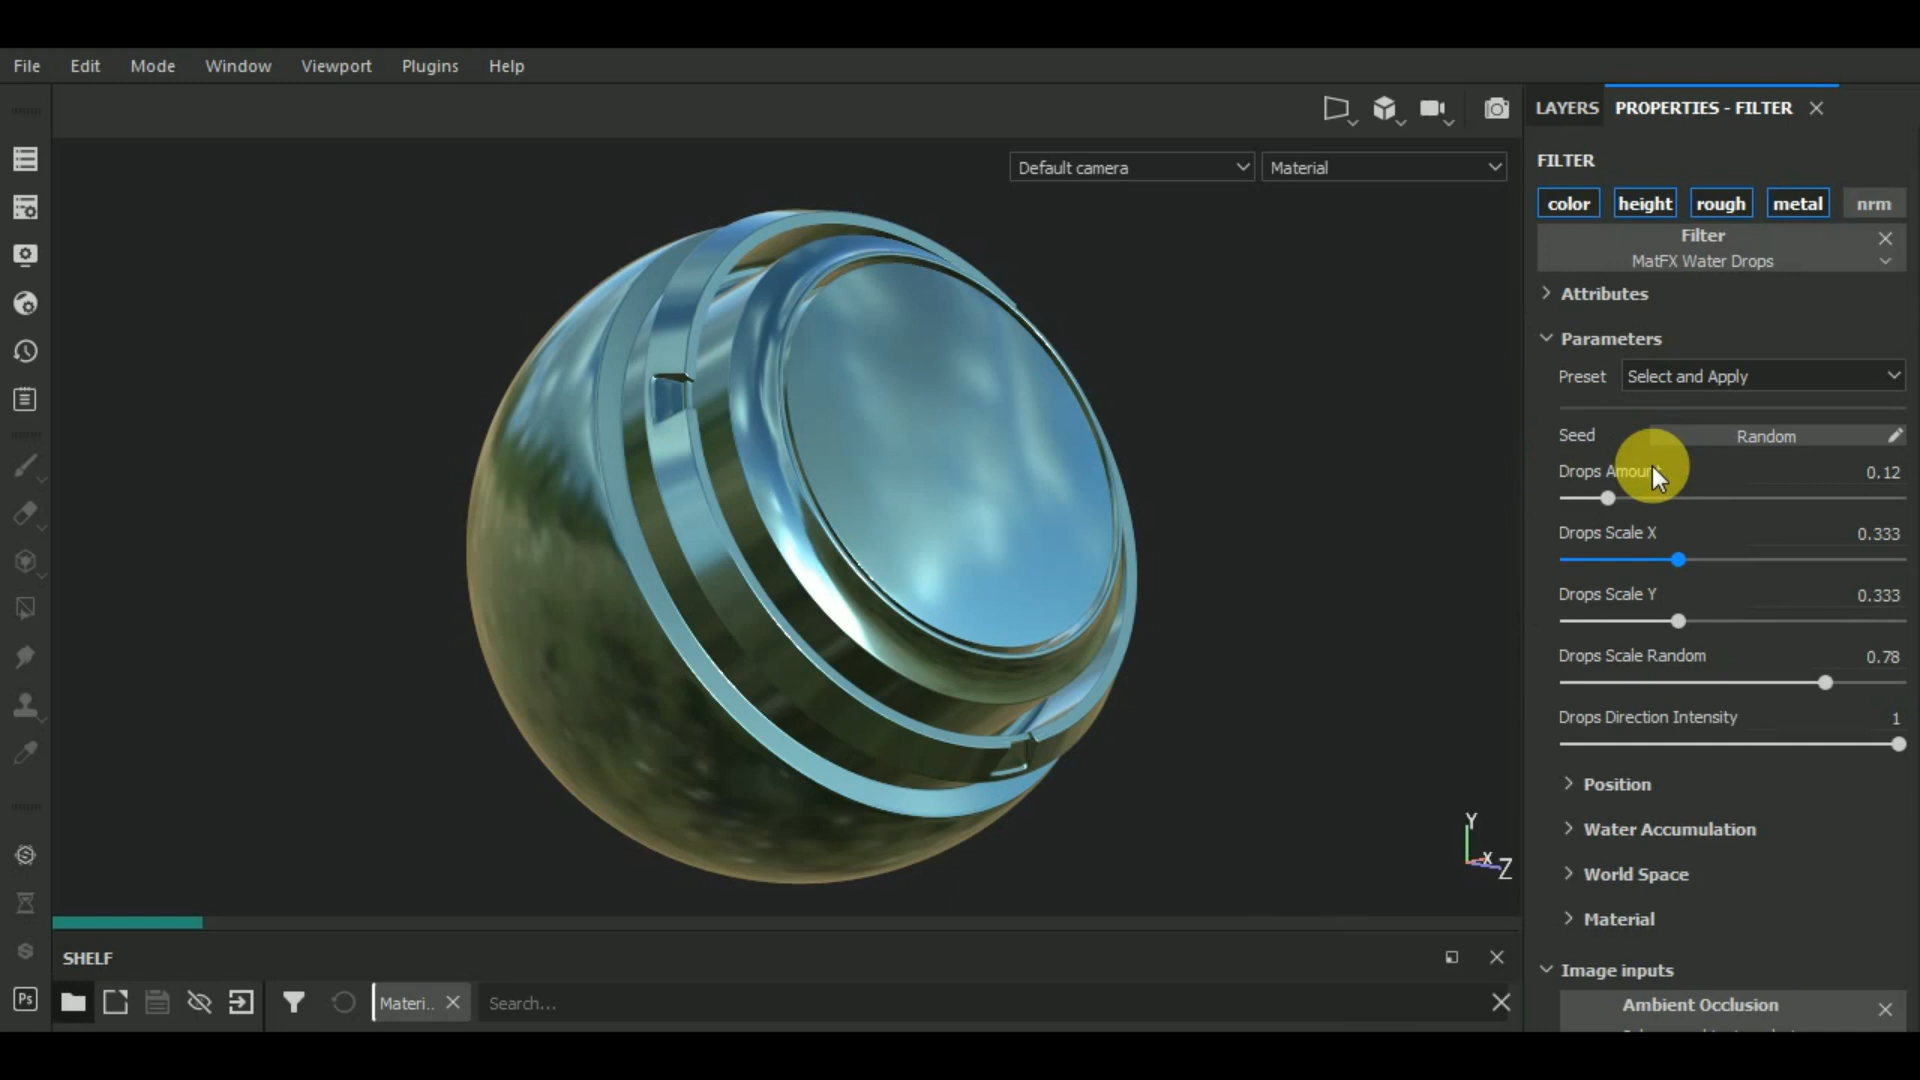 File Edit Mode Window Viewport Plugins Help
LAYERS PROPERTIES - FILTER
Default camera Material
FILTER
color height rough metal nrm
Filter
MatFX Water Drops
Attributes
Parameters
Preset Select and Apply
Seed Random
Drops Amount 0.12
Drops Scale X 0.333
Drops Scale Y 0.333
Drops Scale Random 0.78
Drops Direction Intensity 1
Position
Water Accumulation
World Space
Material
Image inputs
Ambient Occlusion
Y
X
Z
SHELF
Ps
Materi.. Search...